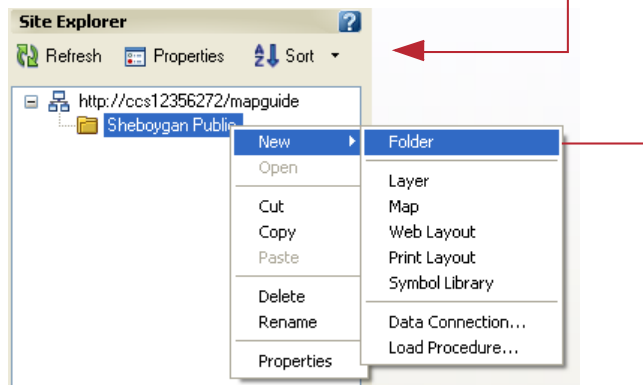 Site Explorer ?
Refresh Properties A Z Sort
http://ccs12356272/mapguide
Sheboygan Public
New
Open
Cut
Copy
Paste
Delete
Rename
Properties
Folder
Layer
Map
Web Layout
Print Layout
Symbol Library
Data Connection...
Load Procedure...